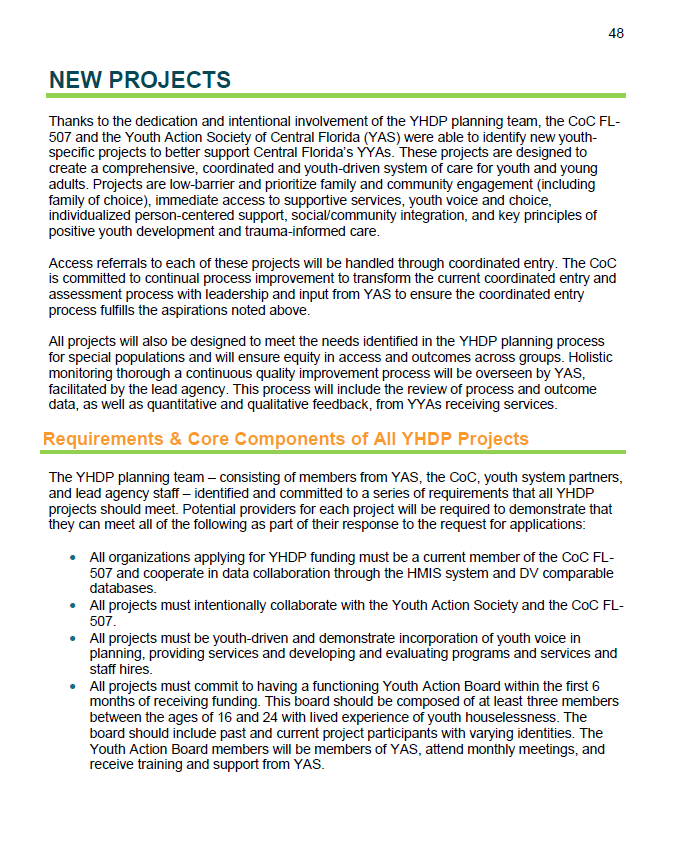 48
NEW PROJECTS
Thanks to the dedication and intentional involvement of the YHDP planning team, the CoC FL-
507 and the Youth Action Society of Central Florida (YAS) were able to identify new youth-
specific projects to better support Central Florida's YYAs. These projects are designed to
create a comprehensive, coordinated and youth-driven system of care for youth and young
adults. Projects are low-barrier and prioritize family and community engagement (including
family of choice), immediate access to supportive services, youth voice and choice,
individualized person-centered support, social/community integration, and key principles of
positive youth development and trauma-informed care.
Access referrals to each of these projects will be handled through coordinated entry. The CoC
is committed to continual process improvement to transform the current coordinated entry and
assessment process with leadership and input from YAS to ensure the coordinated entry
process fulfills the aspirations noted above.
All projects will also be designed to meet the needs identified in the YHDP planning process
for special populations and will ensure equity in access and outcomes across groups. Holistic
monitoring thorough a continuous quality improvement process will be overseen by YAS,
facilitated by the lead agency. This process will include the review of process and outcome
data, as well as quantitative and qualitative feedback, from YYAs receiving services.
Requirements & Core Components of All YHDP Projects
The YHDP planning team – consisting of members from YAS, the CoC, youth system partners,
and lead agency staff – identified and committed to a series of requirements that all YHDP
projects should meet. Potential providers for each project will be required to demonstrate that
they can meet all of the following as part of their response to the request for applications:
• All organizations applying for YHDP funding must be a current member of the CoC FL-
507 and cooperate in data collaboration through the HMIS system and DV comparable
databases.
• All projects must intentionally collaborate with the Youth Action Society and the CoC FL-
507.
• All projects must be youth-driven and demonstrate incorporation of youth voice in
planning, providing services and developing and evaluating programs and services and
staff hires.
• All projects must commit to having a functioning Youth Action Board within the first 6
months of receiving funding. This board should be composed of at least three members
between the ages of 16 and 24 with lived experience of youth houselessness. The
board should include past and current project participants with varying identities. The
Youth Action Board members will be members of YAS, attend monthly meetings, and
receive training and support from YAS.